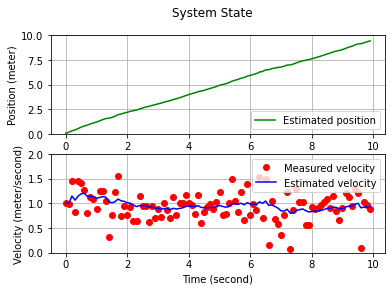 System State
Position (meter)
10.0
7.5
5.0
2.5
0.0
0 2 4 6 8 10
Estimated position
Velocity (meter/second)
2.0
1.5
1.0
0.5
0.0
Measured velocity
Estimated velocity
0 2 4 6 8 10
Time (second)